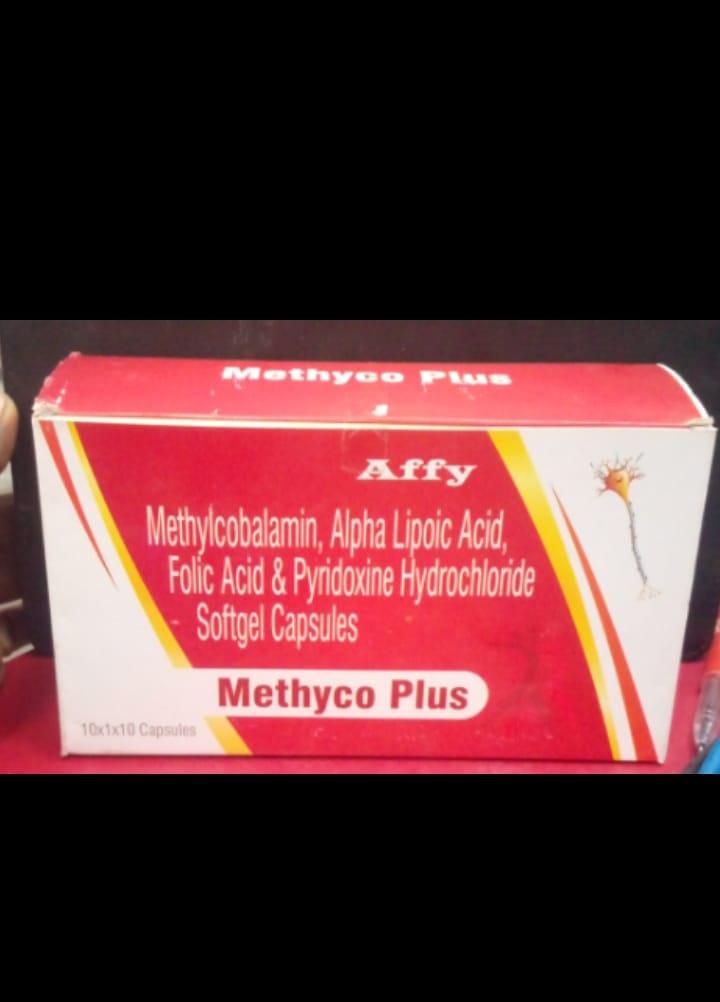 Methyco Plus
Affy
Methylcobalamin, Alpha Lipoic Acid,
Folic Acid & Pyridoxine Hydrochloride
Softgel Capsules
Methyco Plus
10x1x10 Capsules